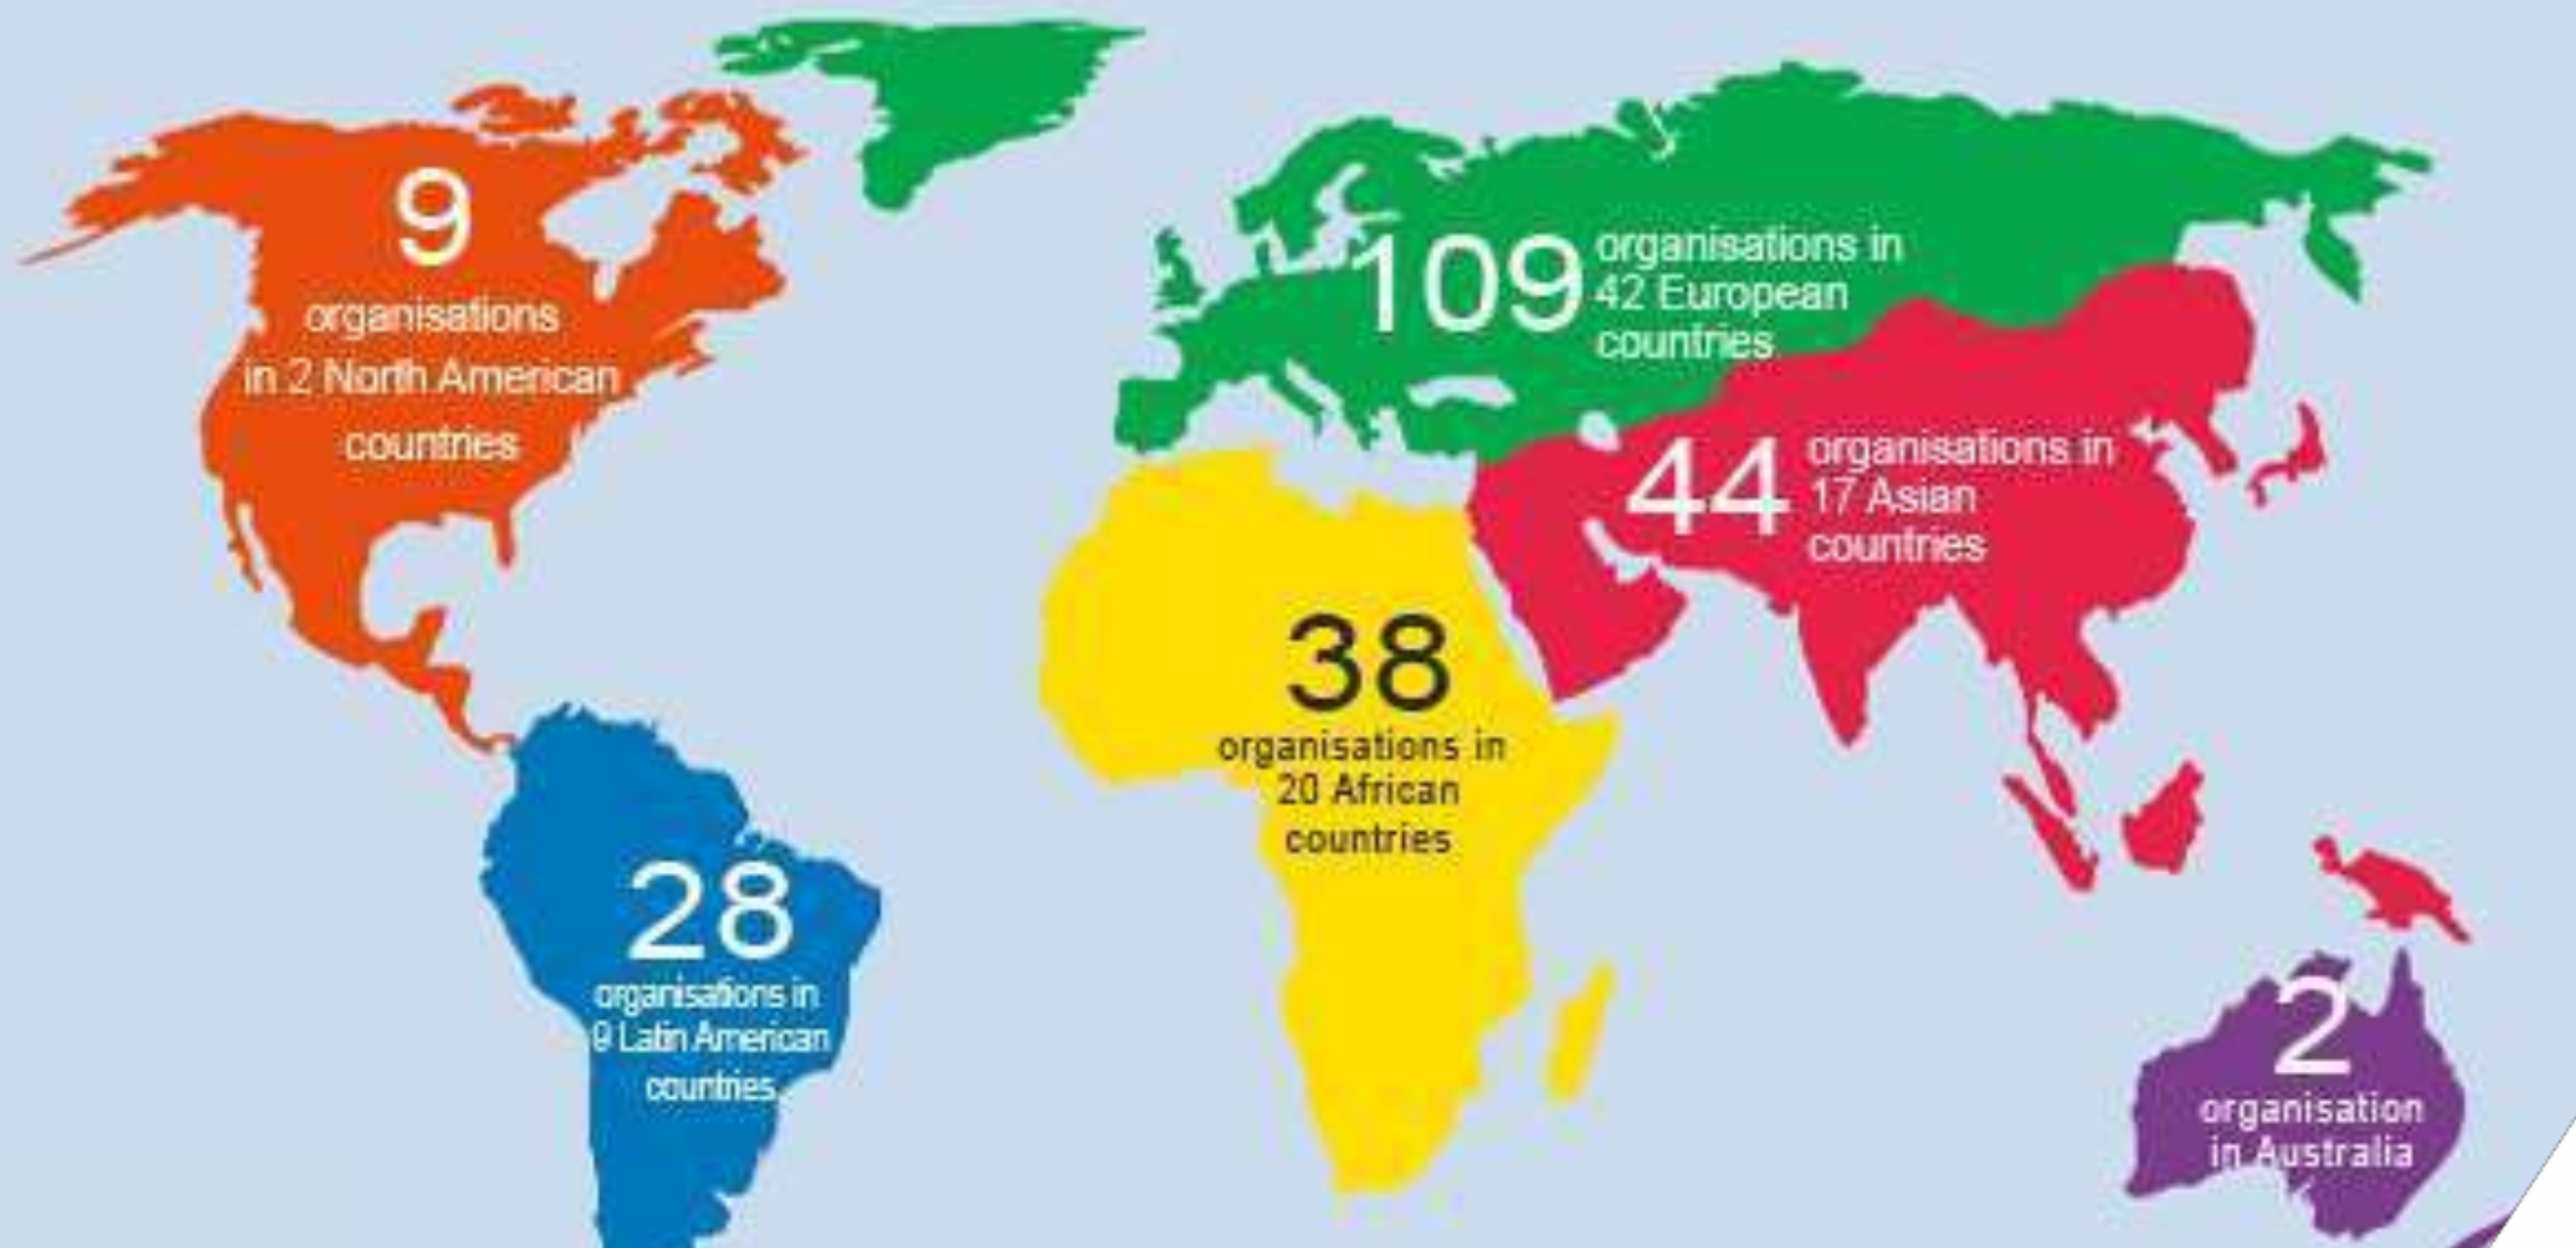 9
organisations
in 2 North American
countries
109
organisations in
42 European
countries
44
organisations in
17 Asian
countries
38
organisations in
20 African
countries
28
organisations in
9 Latin American
countries
2
organisation
in Australia